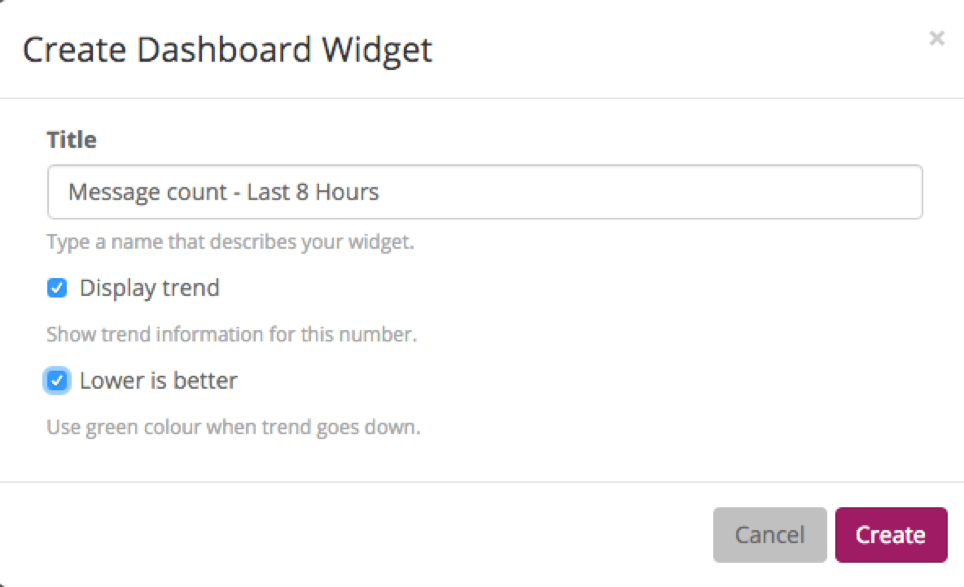 Create Dashboard Widget
×
Title
Message count - Last 8 Hours
Type a name that describes your widget.
Display trend
Show trend information for this number.
Lower is better
Use green colour when trend goes down.
Cancel Create